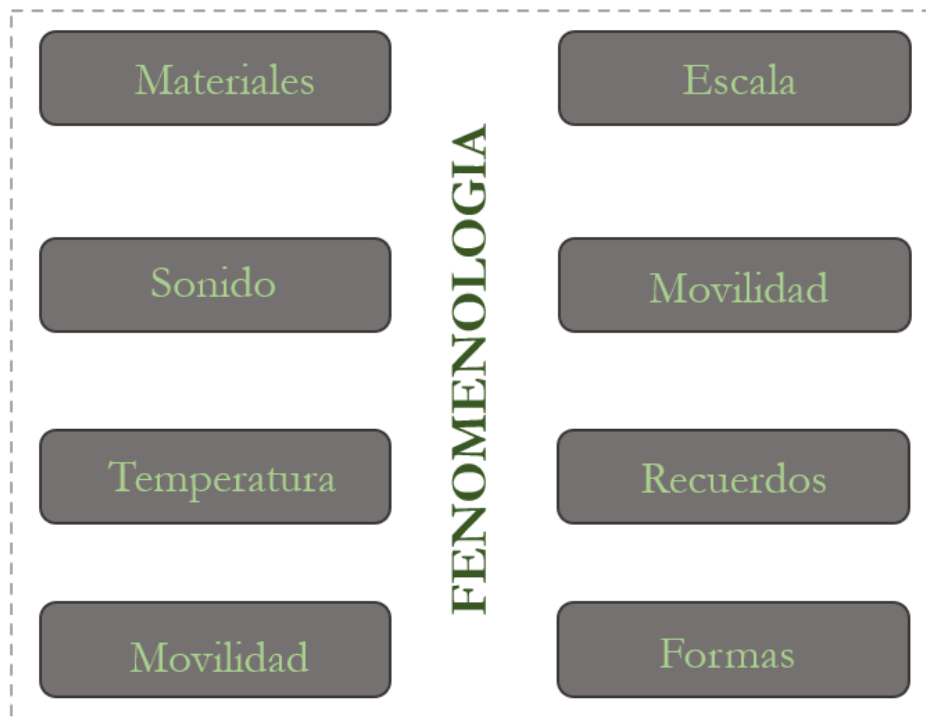 Materiales
Escala
Sonido
Movilidad
Temperatura
Recuerdos
Movilidad
Formas
FENOMENOLOGIA